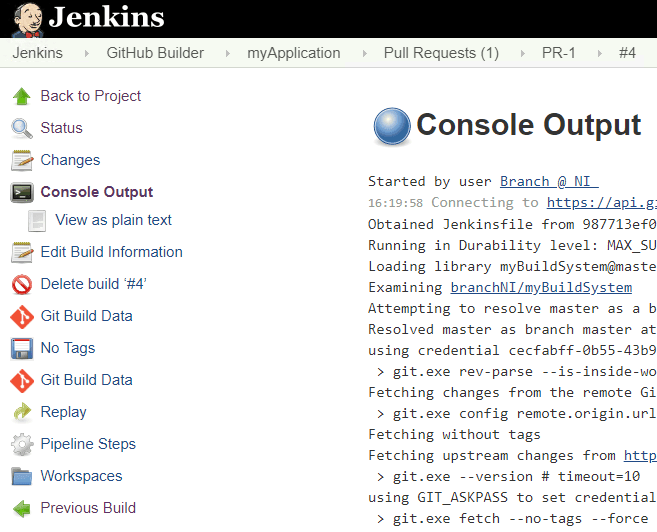 Jenkins
Jenkins GitHub Builder myApplication Pull Requests (1) PR-1 #4
Back to Project
Status
Changes
Console Output
View as plain text
Edit Build Information
Delete build ‘#4’
Git Build Data
No Tags
Git Build Data
Replay
Pipeline Steps
Workspaces
Previous Build
Console Output
Started by user Branch @ NI
16:19:58 Connecting to https://api.g
Obtained Jenkinsfile from 987713ef0
Running in Durability level: MAX_SU
Loading library myBuildSystem@maste
Examining branchNI/myBuildSystem
Attempting to resolve master as a b
Resolved master as branch master at
using credential cecfabff-0b55-43b9
> git.exe rev-parse --is-inside-wo
Fetching changes from the remote Gi
> git.exe config remote.origin.url
Fetching without tags
Fetching upstream changes from http
> git.exe --version # timeout=10
using GIT_ASKPASS to set credential
> git.exe fetch --no-tags --force